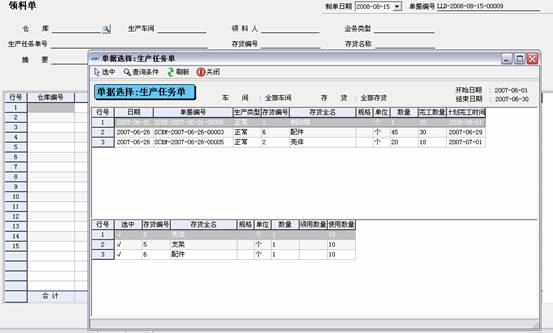 领料单
制单日期 2008-08-15 单据编号 LLD-2008-08-15-00009
仓 库 生产车间 领 料 人 业务类型
生产任务单号 存货编号 存货名称
摘 要
单据选择:生产任务单
选中 查询条件 刷新 关闭
单据选择:生产任务单
车 间 :全部车间 存 货 :全部存货
开始日期 :2007-06-01
结束日期 :2007-06-30
行号 日期 单据编号 生产类型 存货编号 存货全名 规格 单位 数量 完工数量 计划完工时间
1 2007-06-01 正常 个
2 2007-06-26 SCRW-2007-06-26-00003 正常 6 配件 个 45 30 2007-06-29
3 2007-06-26 SCRW-2007-06-26-00005 正常 2 亮体 个 20 18 2007-07-01
行号 选中 存货编号 存货全名 规格 单位 数量 领用数量 使用数量
1 √ 个 1 10
2 √ 5 支架 个 1 10
3 √ 6 配件 个 1 10
行号 仓库编号
1
2
3
4
5
6
7
8
9
10
11
12
13
14
15
合 计